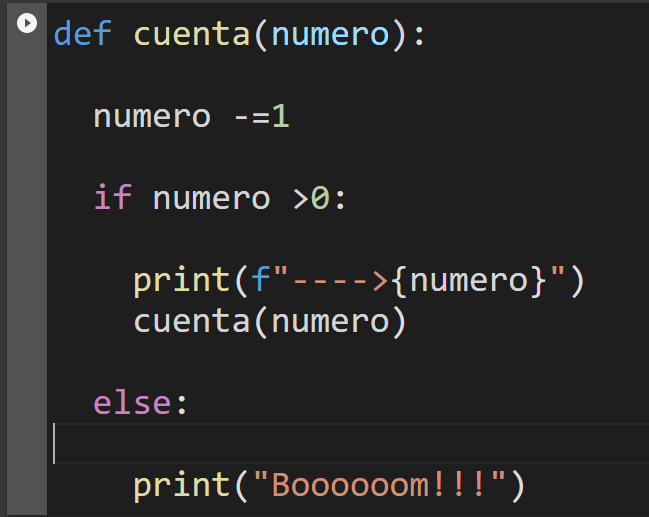 def cuenta(numero):
numero -=1
if numero >0:
print(f"---->{numero}")
cuenta(numero)
else:
print("Boooooom!!!")